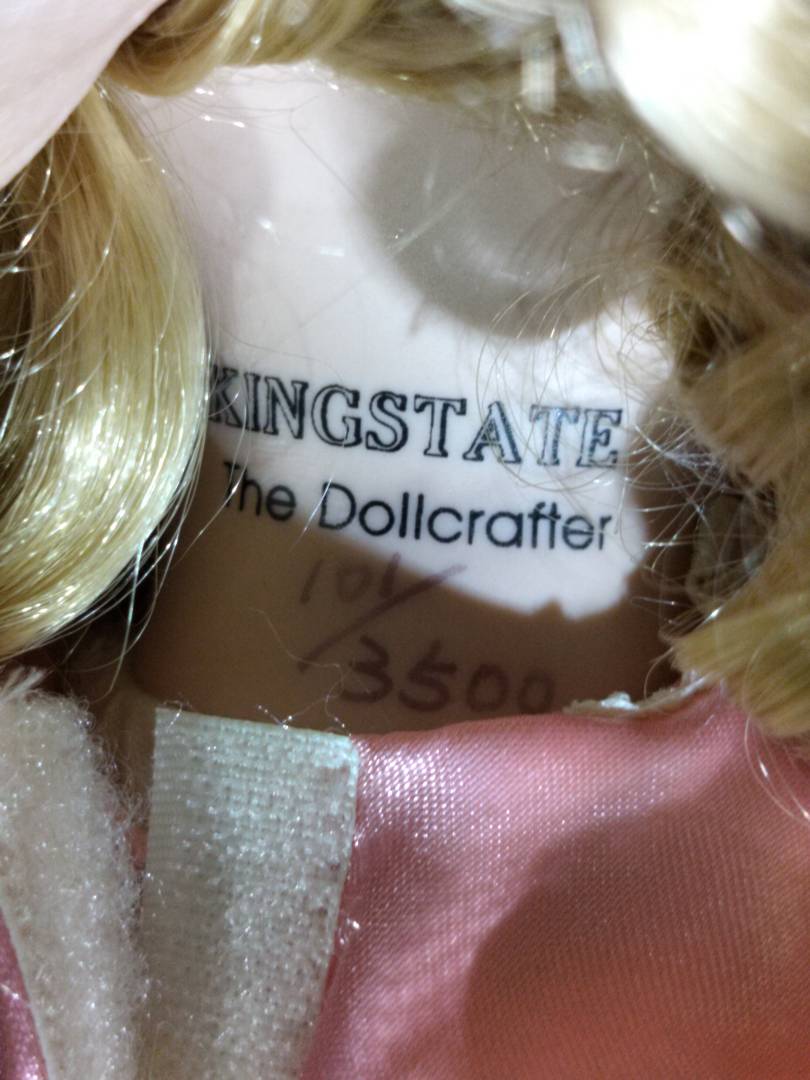 KINGSTATE
The Dollcrafter
101/
3500